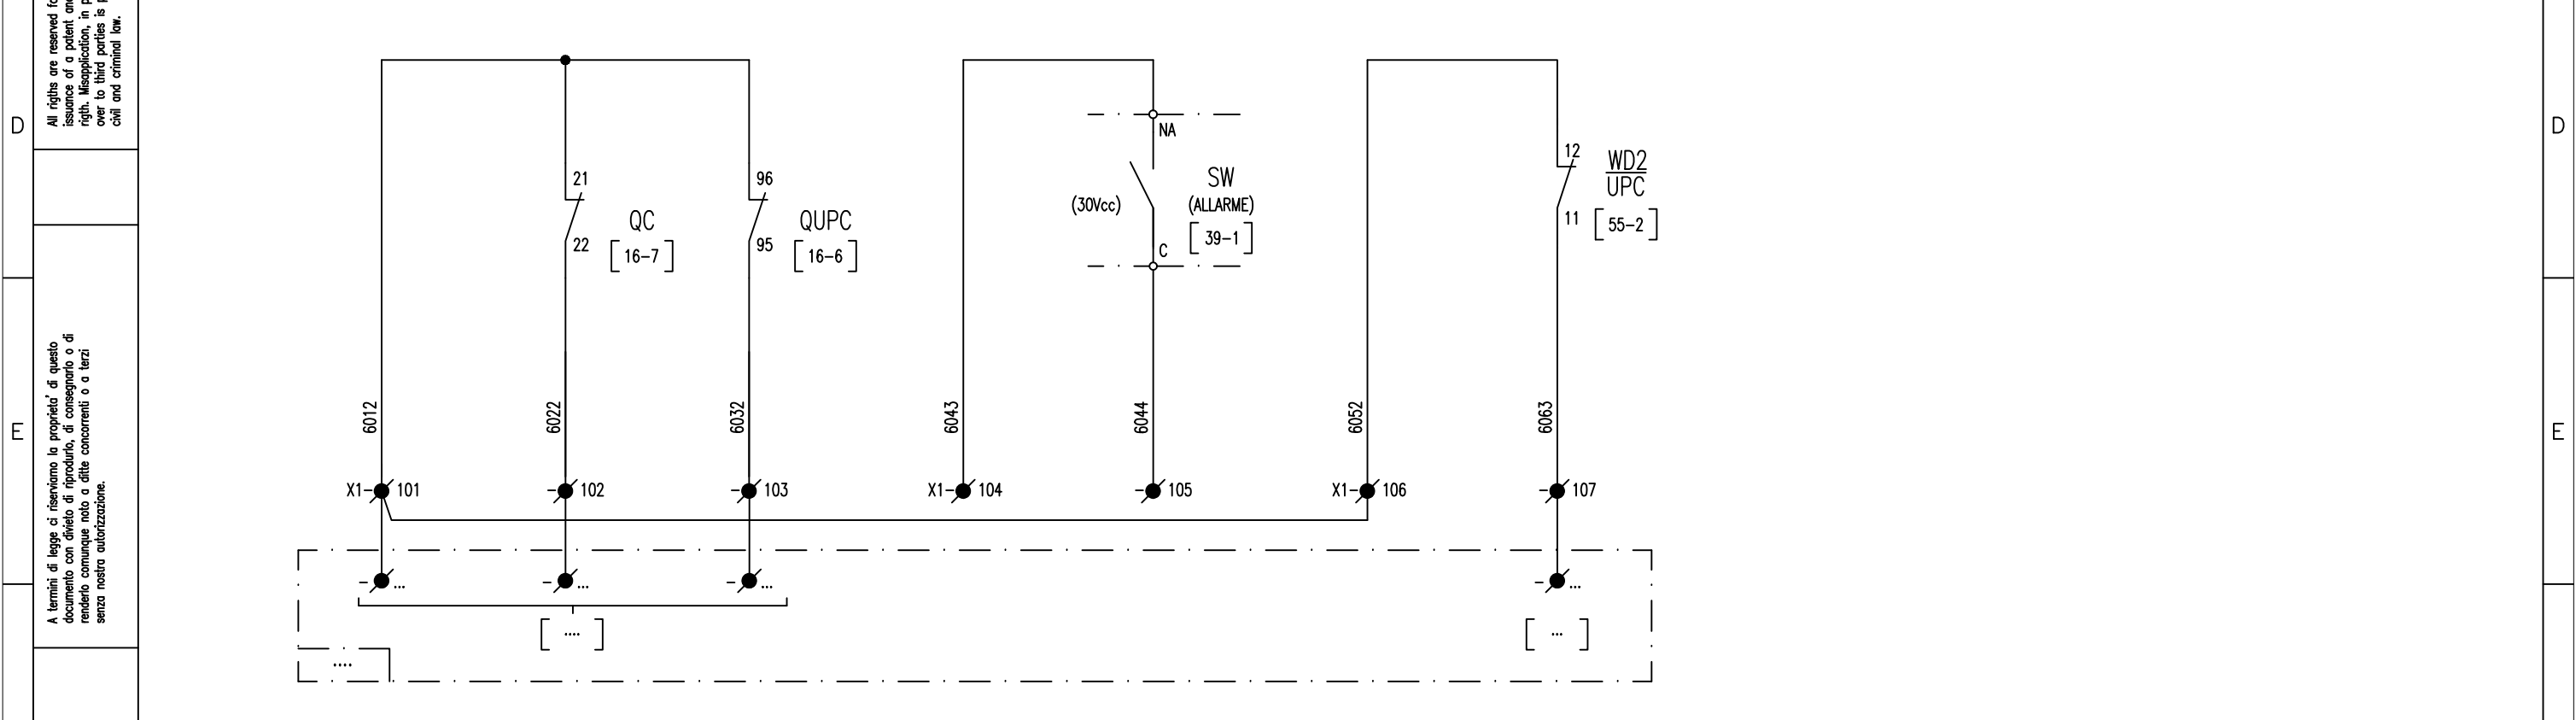 All rigths are reserved
issuance of a patent
rigth. Misapplication, in
over to third parties is
civil and criminal law.
A termini di legge ci riserviamo la proprieta' di questo
documento con divieto di riprodurlo, di consegnarlo o di
renderlo comunque noto a ditte concorrenti o a terzi
senza nostra autorizzazione.
D
D
E
E
NA
21
96
12
WD2
UPC
SW
(30Vcc)
(ALLARME)
QC
QUPC
11
[55-2]
22
95
[39-1]
C
[16-7]
[16-6]
6012
6022
6032
6043
6044
6052
6063
X1- 101
- 102
- 103
X1- 104
- 105
X1- 106
- 107
- ...
- ...
- ...
- ...
[ .... ]
[ ... ]
....